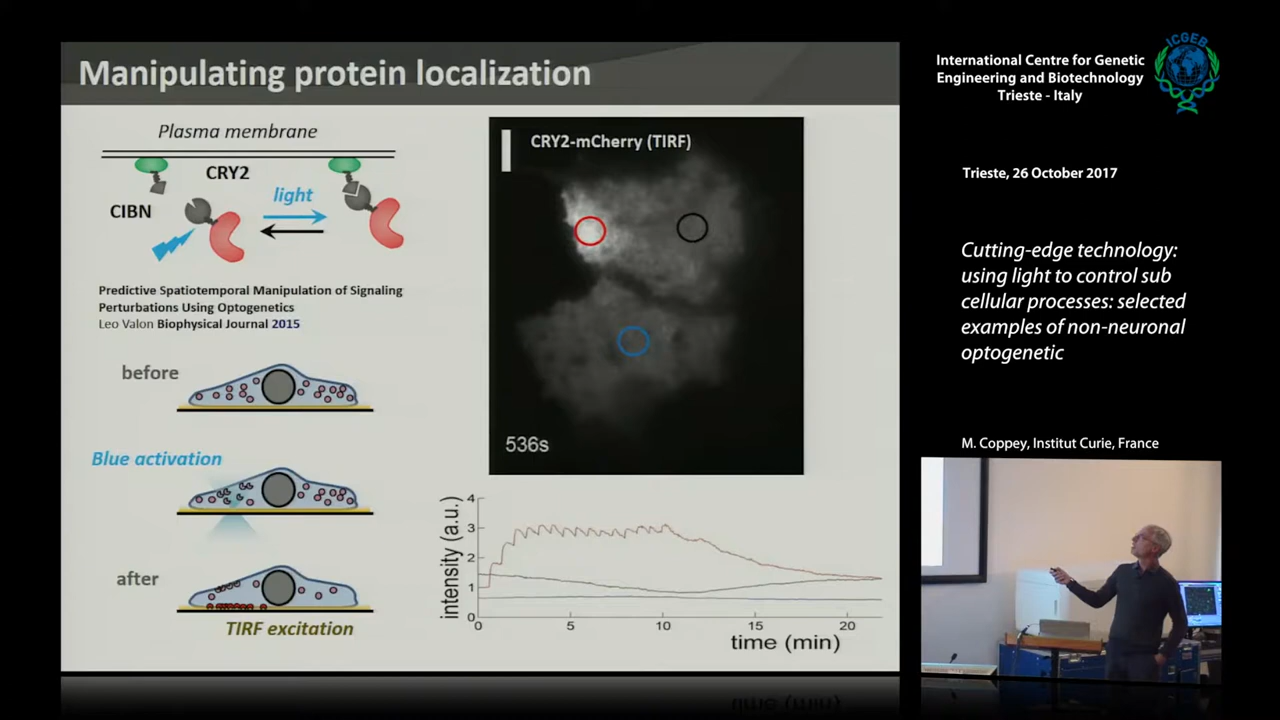 Manipulating protein localization
Plasma membrane
CRY2
CIBN
light
Predictive Spatiotemporal Manipulation of Signaling
Perturbations Using Optogenetics
Leo Valon Biophysical Journal 2015
before
Blue activation
after
TIRF excitation
CRY2-mCherry (TIRF)
536s
intensity (a.u.)
4
3
2
1
0
0
5
10
15
20
time (min)
ICGEB
International Centre for Genetic
Engineering and Biotechnology
Trieste - Italy
Trieste, 26 October 2017
Cutting-edge technology:
using light to control sub
cellular processes: selected
examples of non-neuronal
optogenetic
M. Coppey, Institut Curie, France